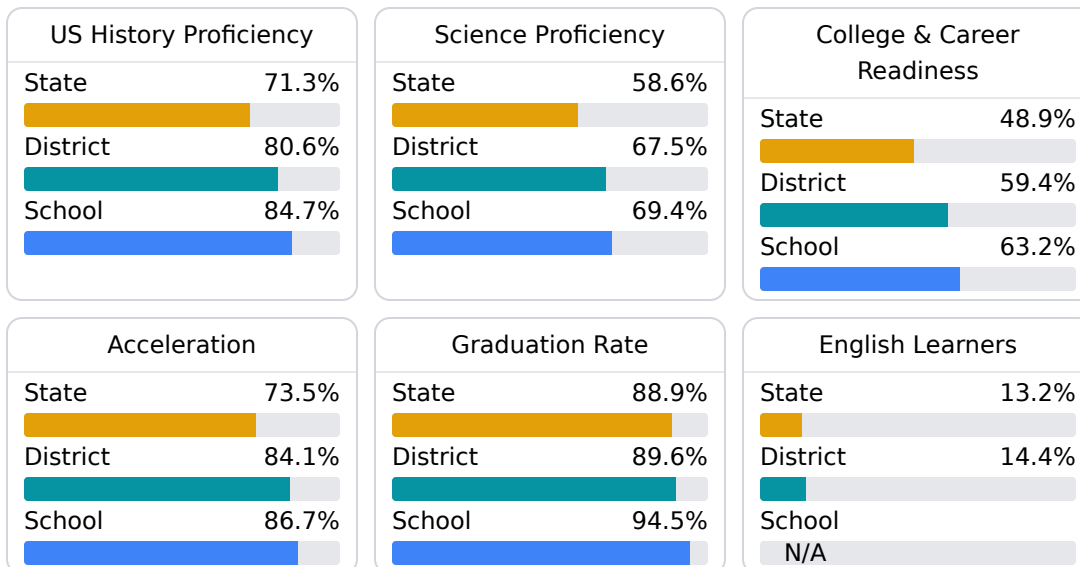 US History Proficiency
State 71.3%
District 80.6%
School 84.7%
Science Proficiency
State 58.6%
District 67.5%
School 69.4%
College & Career
Readiness
State 48.9%
District 59.4%
School 63.2%
Acceleration
State 73.5%
District 84.1%
School 86.7%
Graduation Rate
State 88.9%
District 89.6%
School 94.5%
English Learners
State 13.2%
District 14.4%
School
N/A